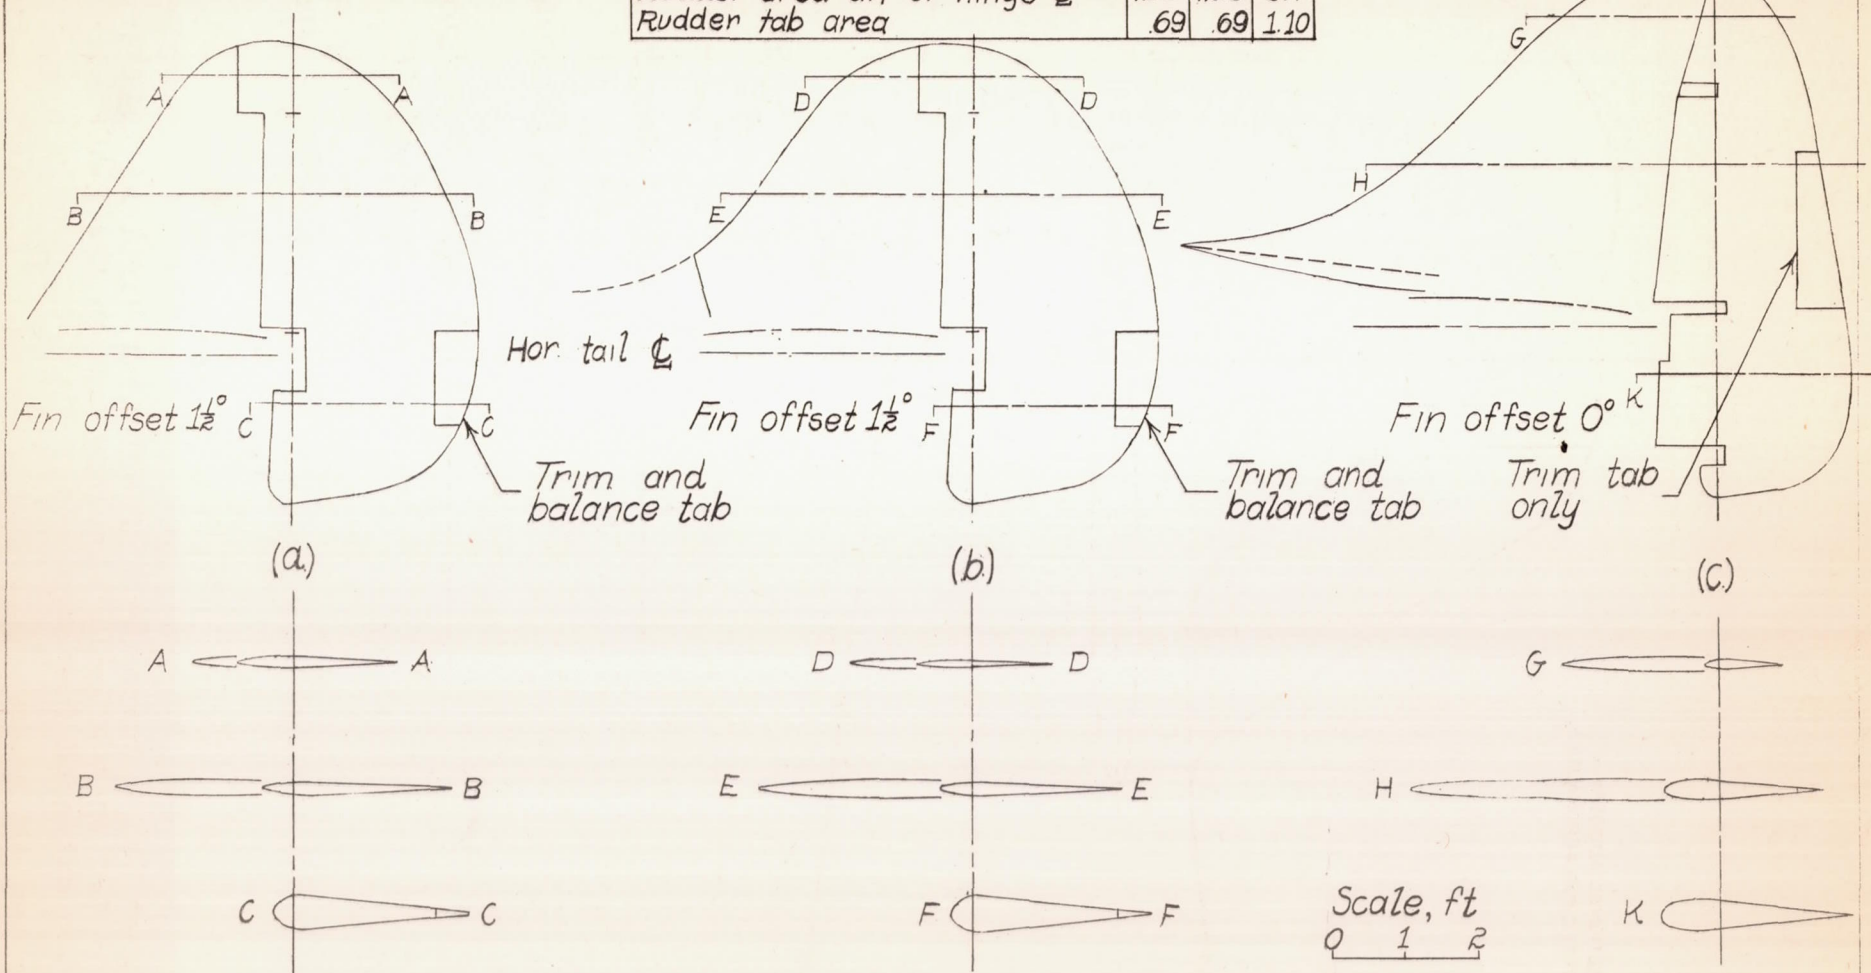 Rudder tab area .69 .69 1.10
A A
D D
G
B B
E E
H
Hor. tail ℄
Fin offset 1½° C C
Fin offset 1½° F F
Fin offset 0° K
Trim and
balance tab
Trim and
balance tab
Trim tab
only
(a)
(b)
(c)
A A
D D
G
B B
E E
H
C C
F F
K
Scale, ft
0 1 2